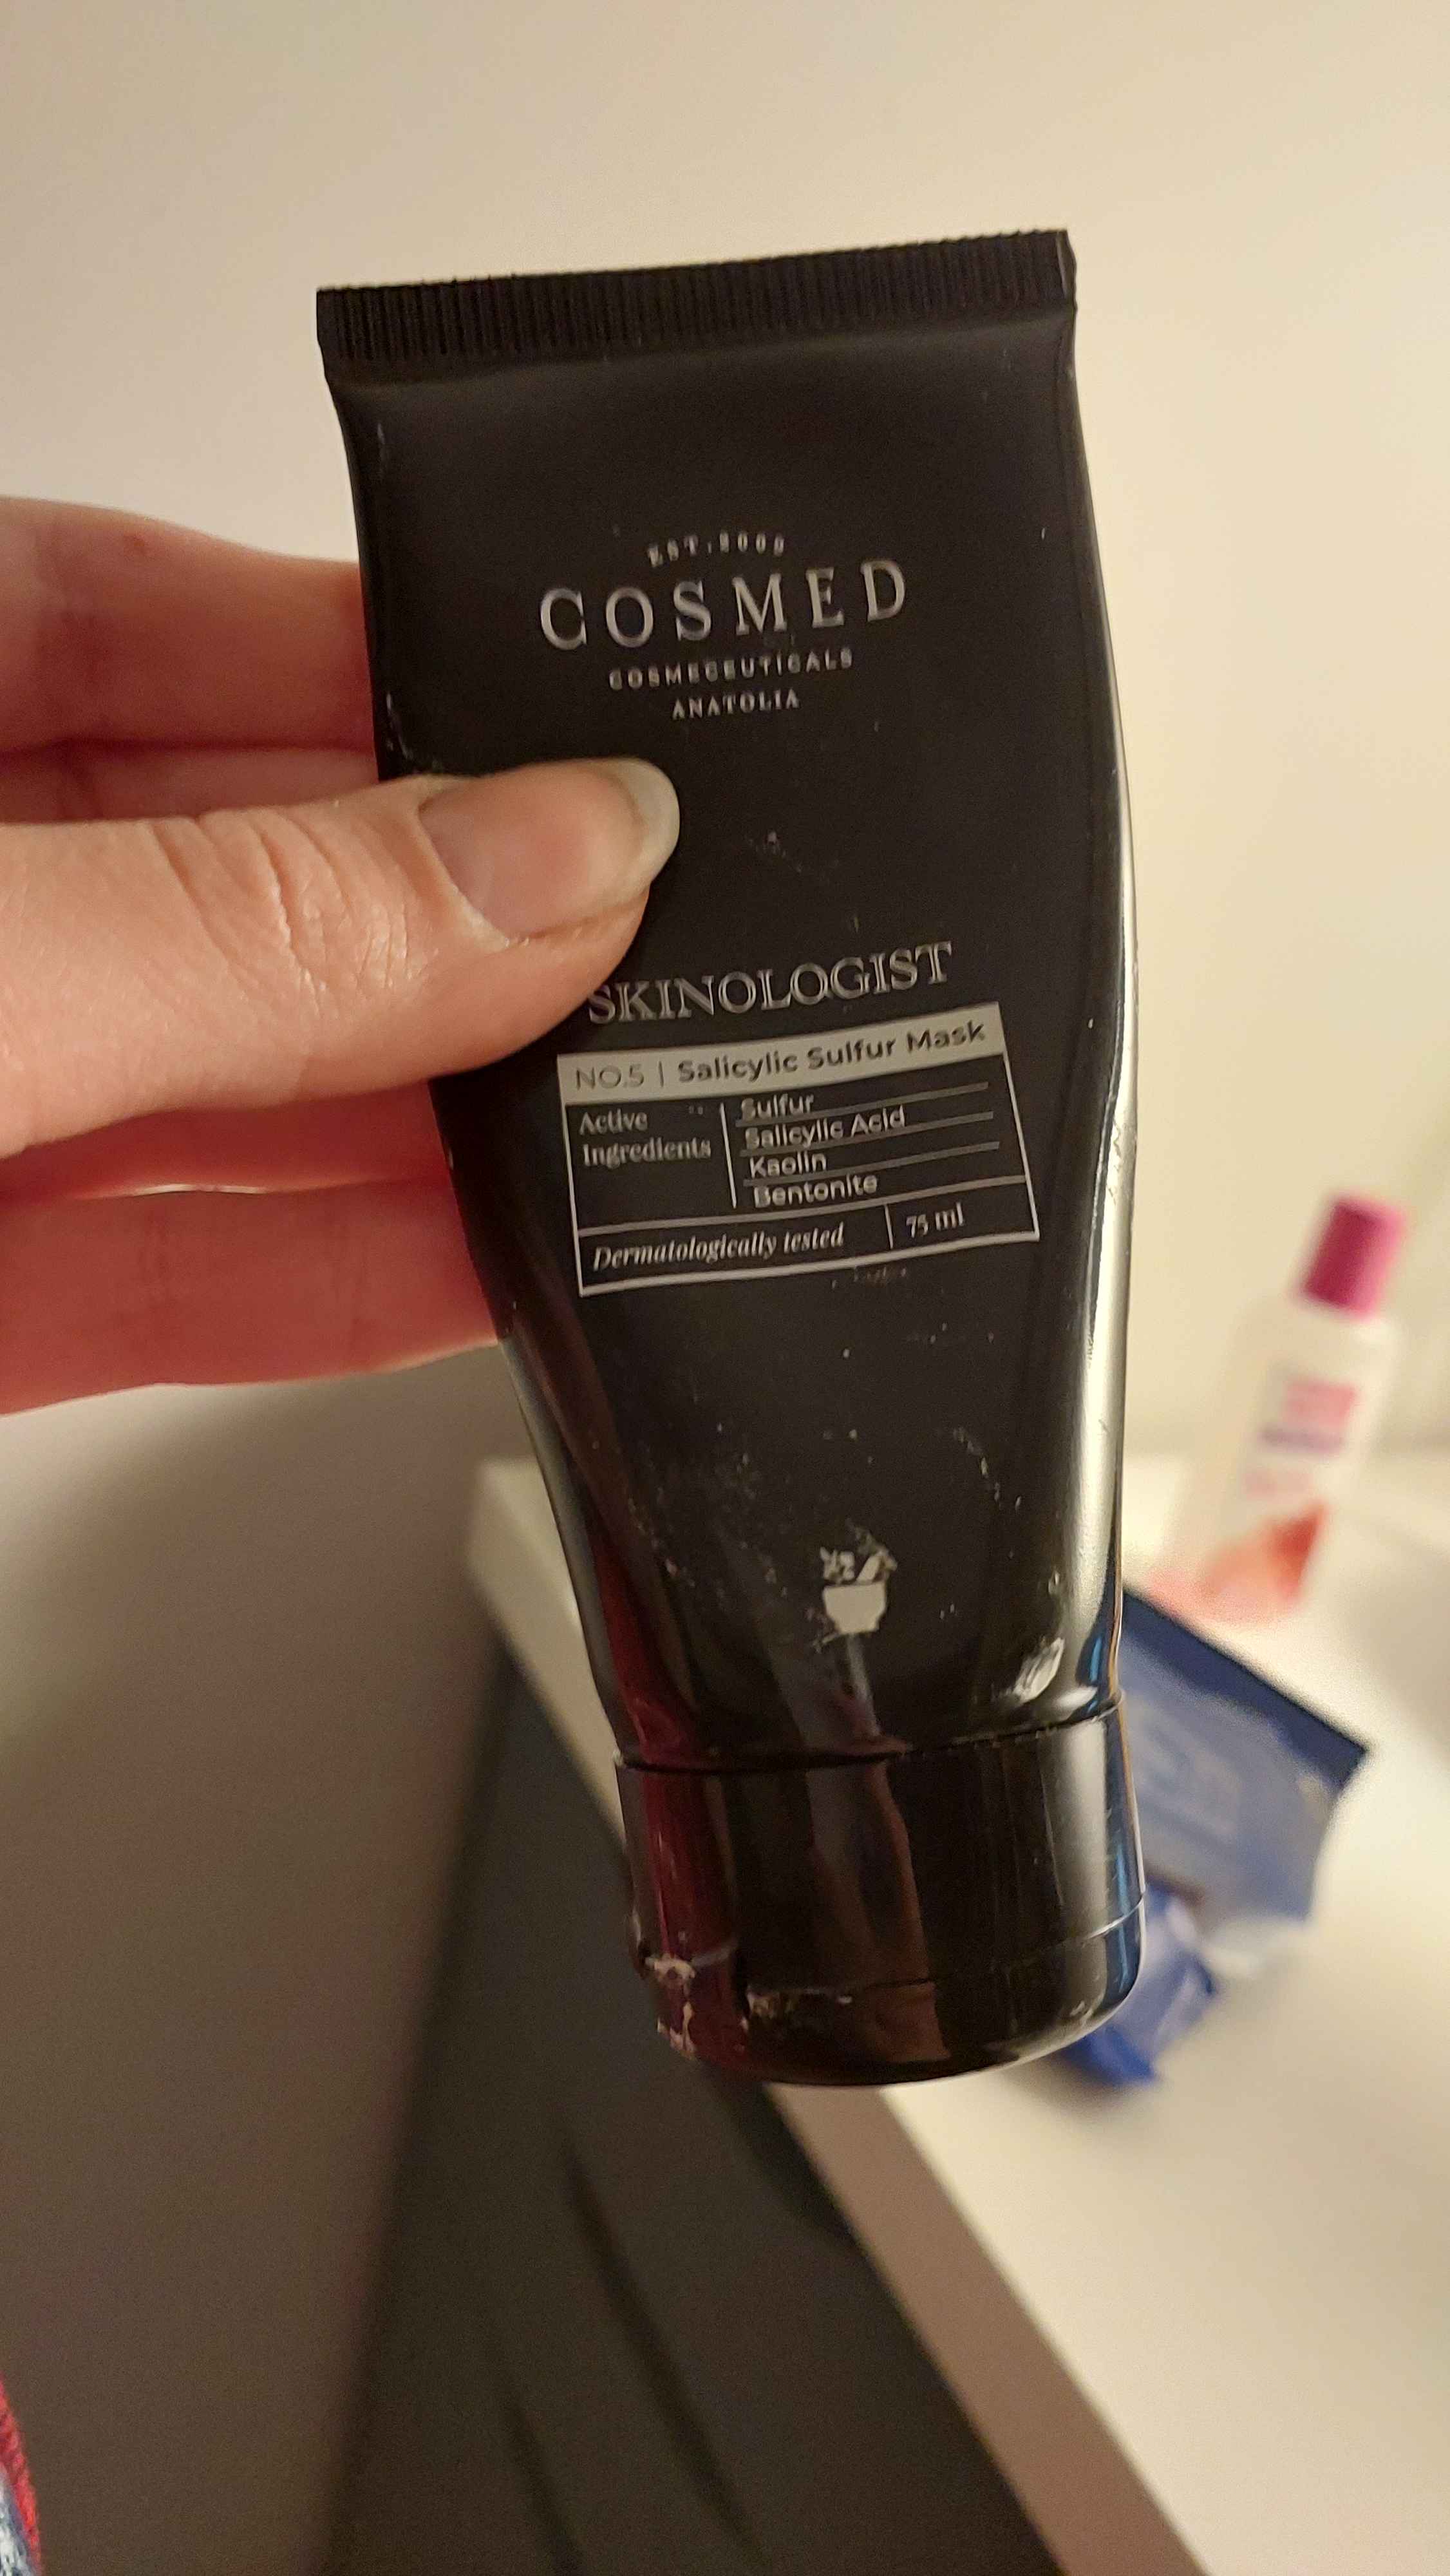 EST.2009
COSMED
COSMECEUTICALS
ANATOLIA
SKINOLOGIST
NO.5 | Salicylic Sulfur Mask
Active
Ingredients
Sulfur
Salicylic Acid
Kaolin
Bentonite
Dermatologically tested
75 ml